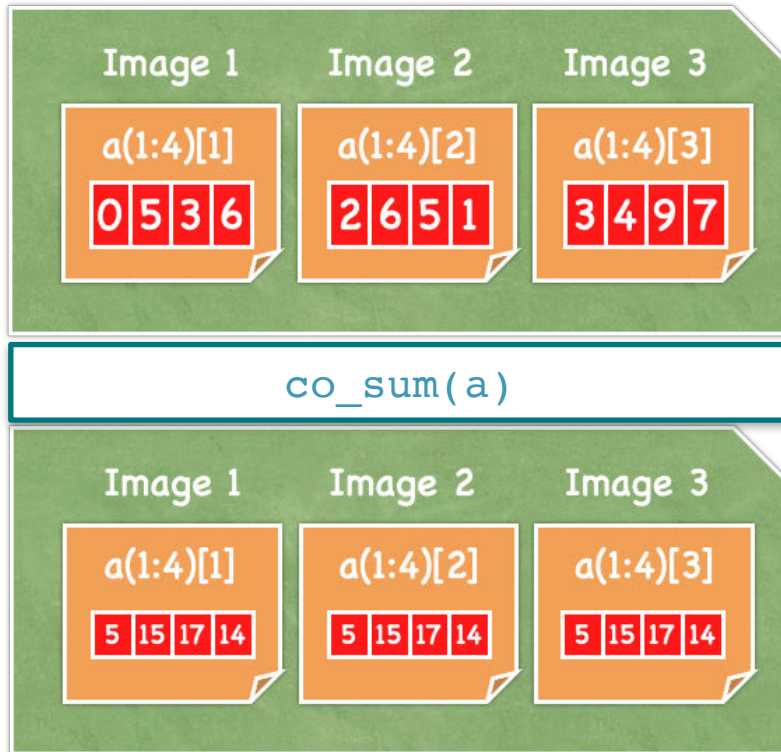 Image 1 Image 2 Image 3
a(1:4)[1] a(1:4)[2] a(1:4)[3]
0 5 3 6 2 6 5 1 3 4 9 7
co_sum(a)
Image 1 Image 2 Image 3
a(1:4)[1] a(1:4)[2] a(1:4)[3]
5 15 17 14 5 15 17 14 5 15 17 14